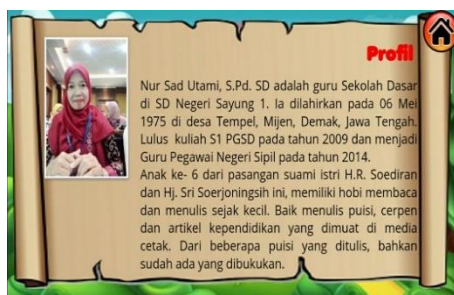 Profil
Nur Sad Utami, S.Pd. SD adalah guru Sekolah Dasar
di SD Negeri Sayung 1. Ia dilahirkan pada 06 Mei
1975 di desa Tempel, Mijen, Demak, Jawa Tengah.
Lulus kuliah S1 PGSD pada tahun 2009 dan menjadi
Guru Pegawai Negeri Sipil pada tahun 2014.
Anak ke- 6 dari pasangan suami istri H.R. Soediran
dan Hj. Sri Soerjoningsih ini, memiliki hobi membaca
dan menulis sejak kecil. Baik menulis puisi, cerpen
dan artikel kependidikan yang dimuat di media
cetak. Dari beberapa puisi yang ditulis, bahkan
sudah ada yang dibukukan.